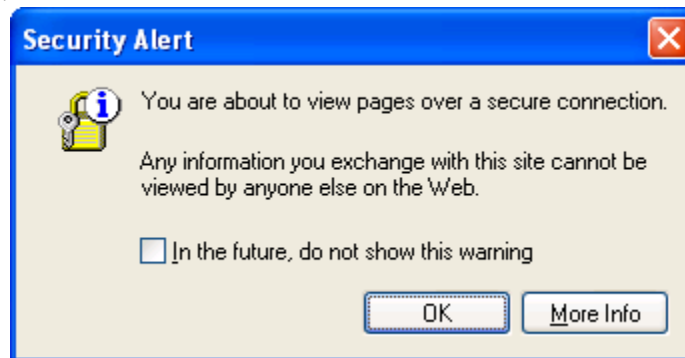 Security Alert
You are about to view pages over a secure connection.
Any information you exchange with this site cannot be
viewed by anyone else on the Web.
In the future, do not show this warning
OK
More Info